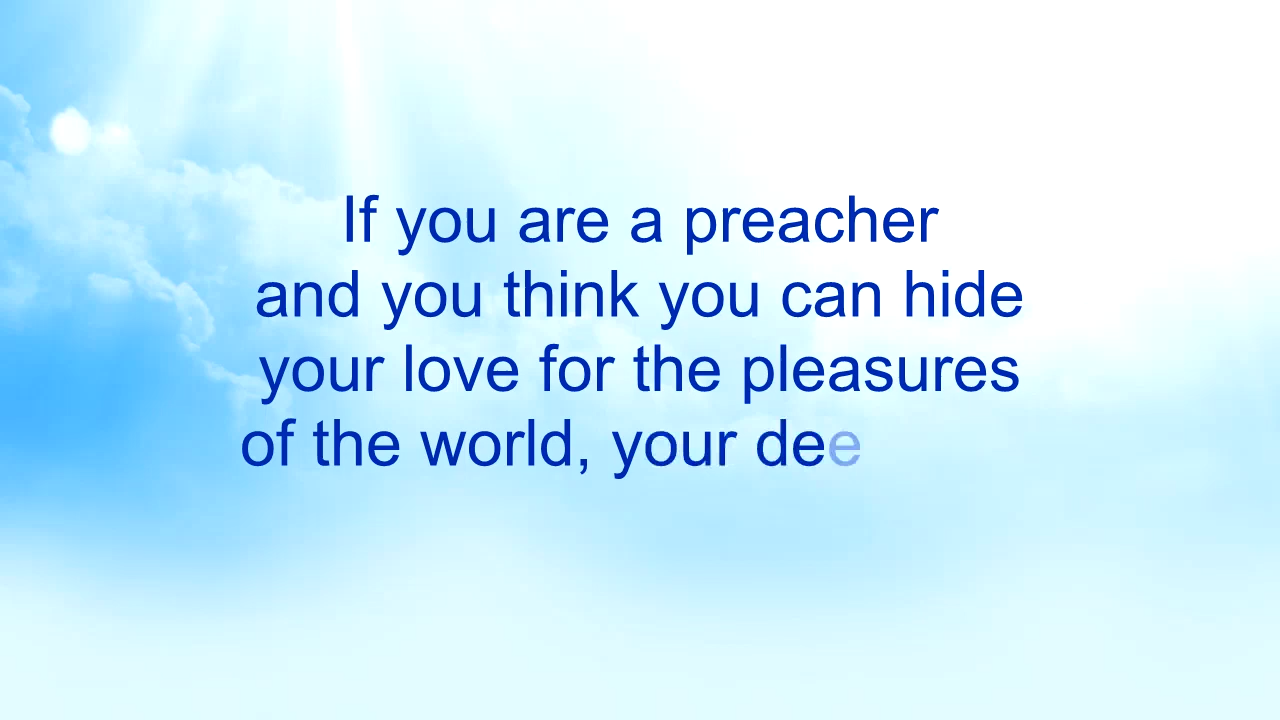 If you are a preacher
and you think you can hide
your love for the pleasures
of the world, your dee